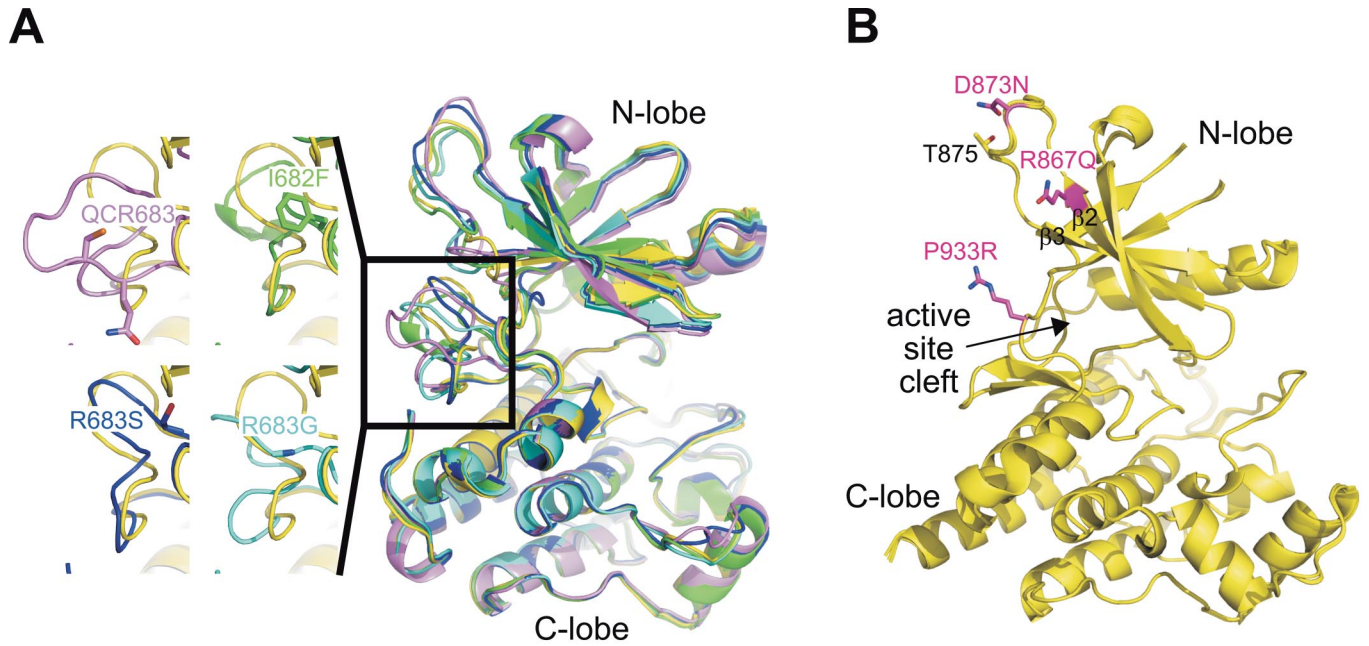 A
N-lobe
QCR683
I682F
R683S
R683G
C-lobe
B
D873N
N-lobe
T875
R867Q
β2
β3
P933R
active
site
cleft
C-lobe